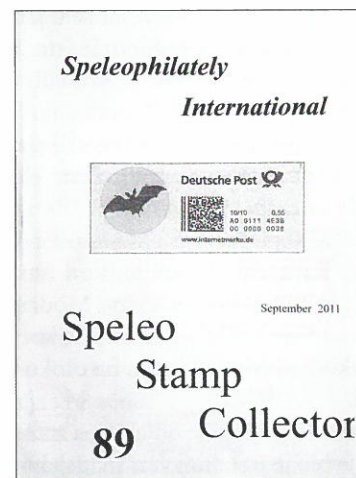 Speleophilately
International
Deutsche Post
10/10 0,55
A0 0111 4E3B
00 0000 0038
www.internetmarke.de
September 2011
Speleo
Stamp
Collector
89